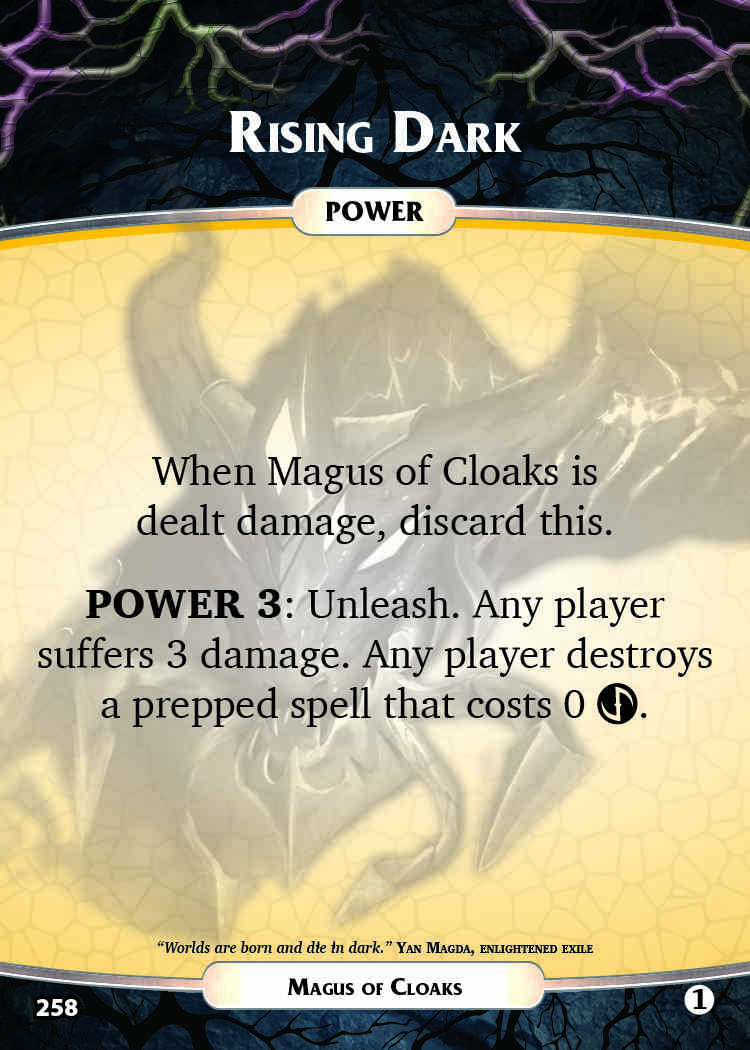 Rising Dark
POWER
When Magus of Cloaks is
dealt damage, discard this.
POWER 3: Unleash. Any player
suffers 3 damage. Any player destroys
a prepped spell that costs 0 .
“Worlds are born and die in dark.” Yan Magda, enlightened exile
Magus of Cloaks
258
1